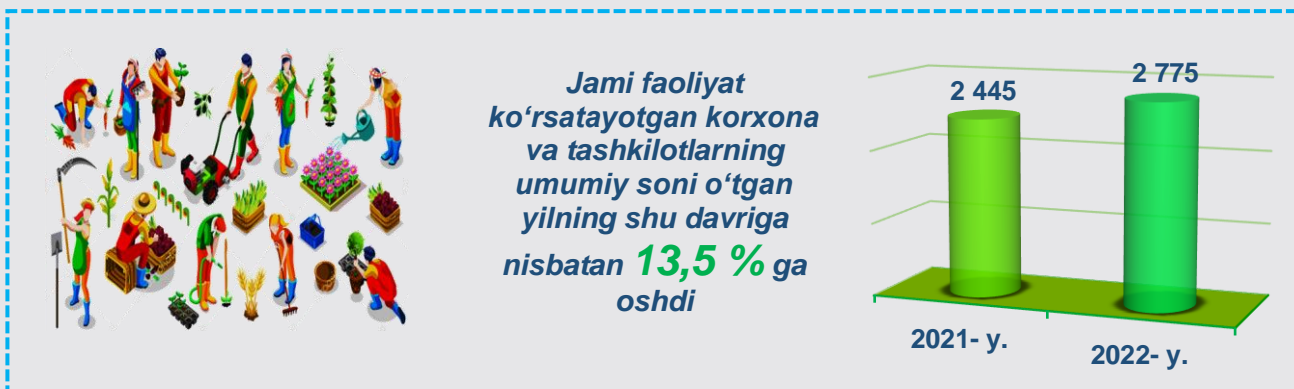 Jami faoliyat
ko‘rsatayotgan korxona
va tashkilotlarning
umumiy soni o‘tgan
yilning shu davriga
nisbatan 13,5 % ga
oshdi
2 445
2 775
2021- y.
2022- y.